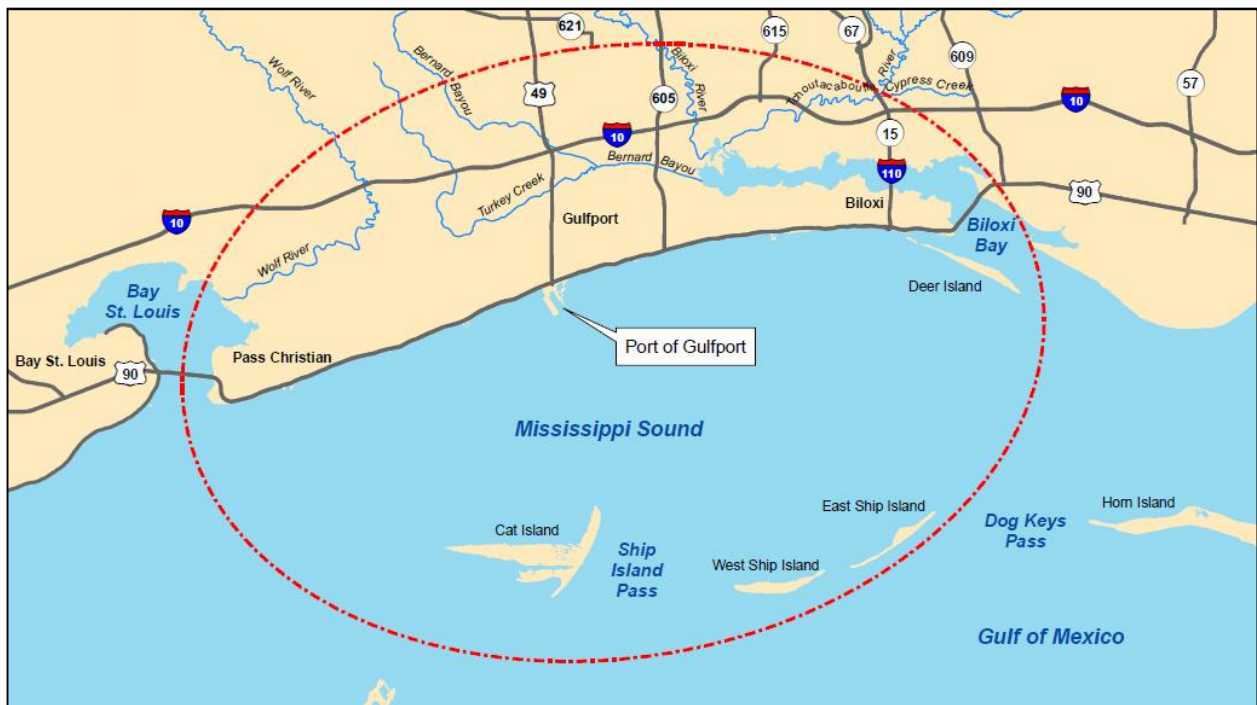 621
615
67
609
57
49
605
10
10
10
15
110
90
90
Wolf River
Bernard
Bayou
Biloxi
River
Tchoutacabouffa
River
Cypress Creek
Bernard Bayou
Turkey Creek
Wolf River
Gulfport
Biloxi
Biloxi
Bay
Deer Island
Bay
St. Louis
Bay St. Louis
Pass Christian
Port of Gulfport
Mississippi Sound
Cat Island
Ship
Island
Pass
West Ship Island
East Ship Island
Dog Keys
Pass
Horn Island
Gulf of Mexico